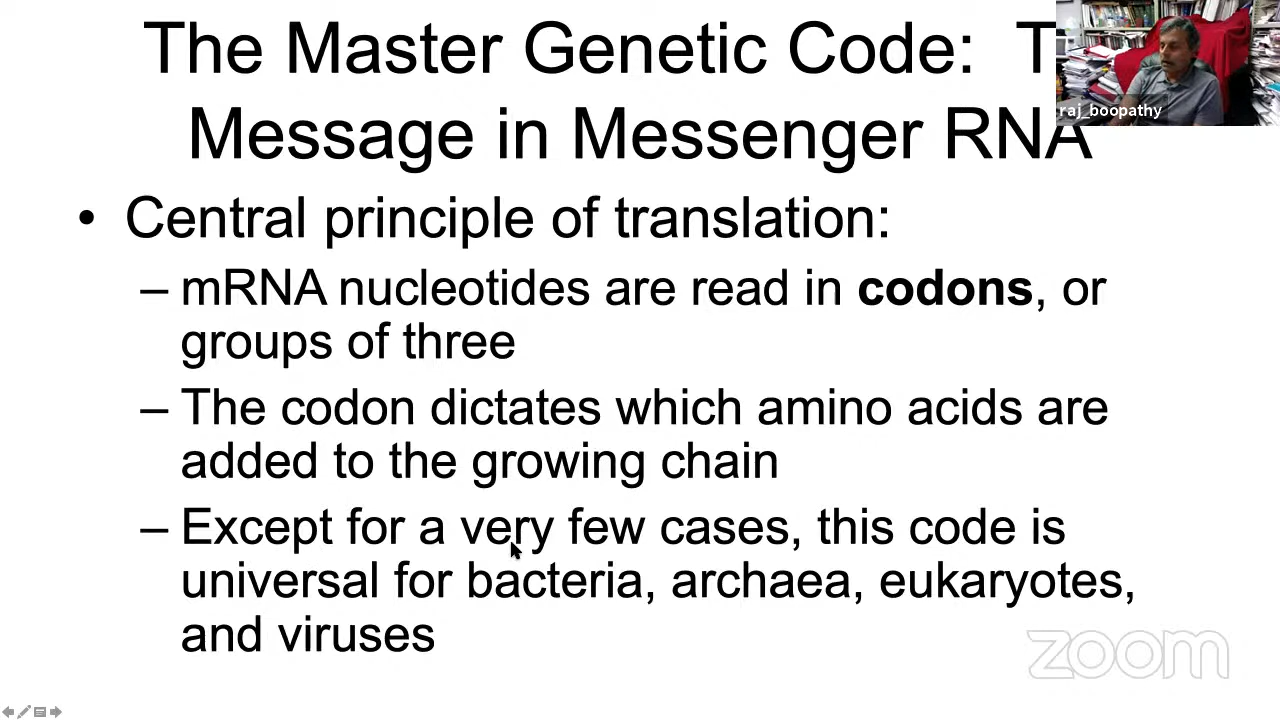 The Master Genetic Code: T
Message in Messenger RNA
raj_boopathy
• Central principle of translation:
– mRNA nucleotides are read in codons, or
groups of three
– The codon dictates which amino acids are
added to the growing chain
– Except for a very few cases, this code is
universal for bacteria, archaea, eukaryotes,
and viruses
zoom